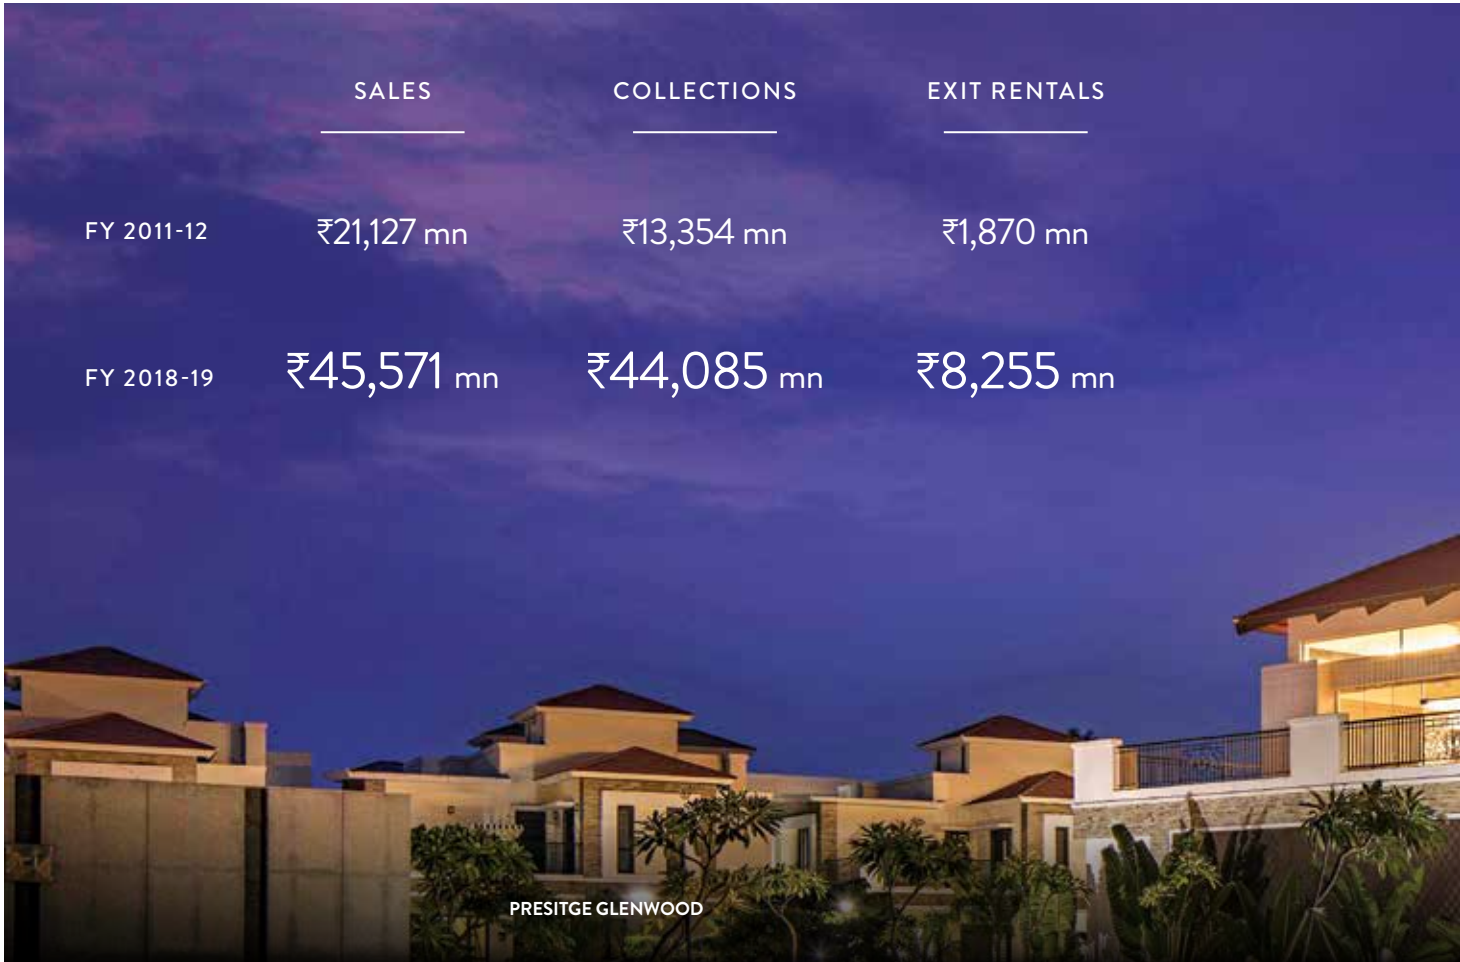 SALES COLLECTIONS EXIT RENTALS
FY 2011-12 ₹21,127 mn ₹13,354 mn ₹1,870 mn
FY 2018-19 ₹45,571 mn ₹44,085 mn ₹8,255 mn
PRESITGE GLENWOOD